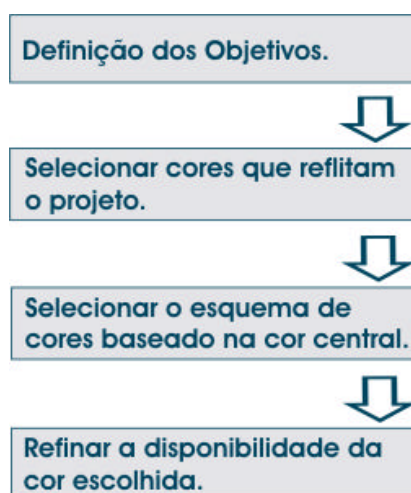 Definição dos Objetivos.
Selecionar cores que reflitam
o projeto.
Selecionar o esquema de
cores baseado na cor central.
Refinar a disponibilidade da
cor escolhida.